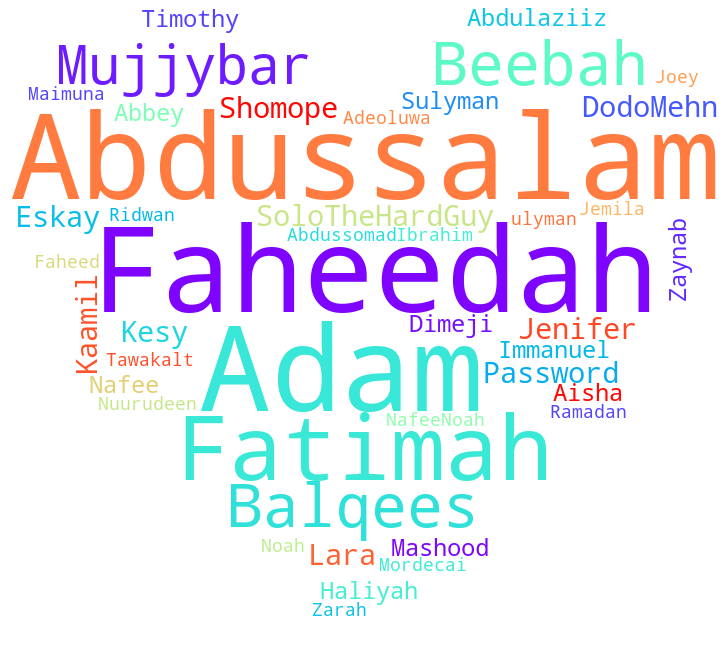 Timothy
Abdulaziiz
Mujjybar
Beebah
Joey
Maimuna
Abbey
Shomope
Adeoluwa
Sulyman
DodoMehn
Abdussalam
Eskay
Ridwan
SoloTheHardGuy
ulyman
Jemila
AbdussomadIbrahim
Zaynab
Faheed
Faheedah
Kaamil
Kesy
Dimeji
Jenifer
Tawakalt
Adam
Immanuel
Password
Nafee
Aisha
Nuurudeen
Ramadan
NafeeNoah
Fatimah
Balqees
Noah
Lara
Mashood
Mordecai
Haliyah
Zarah